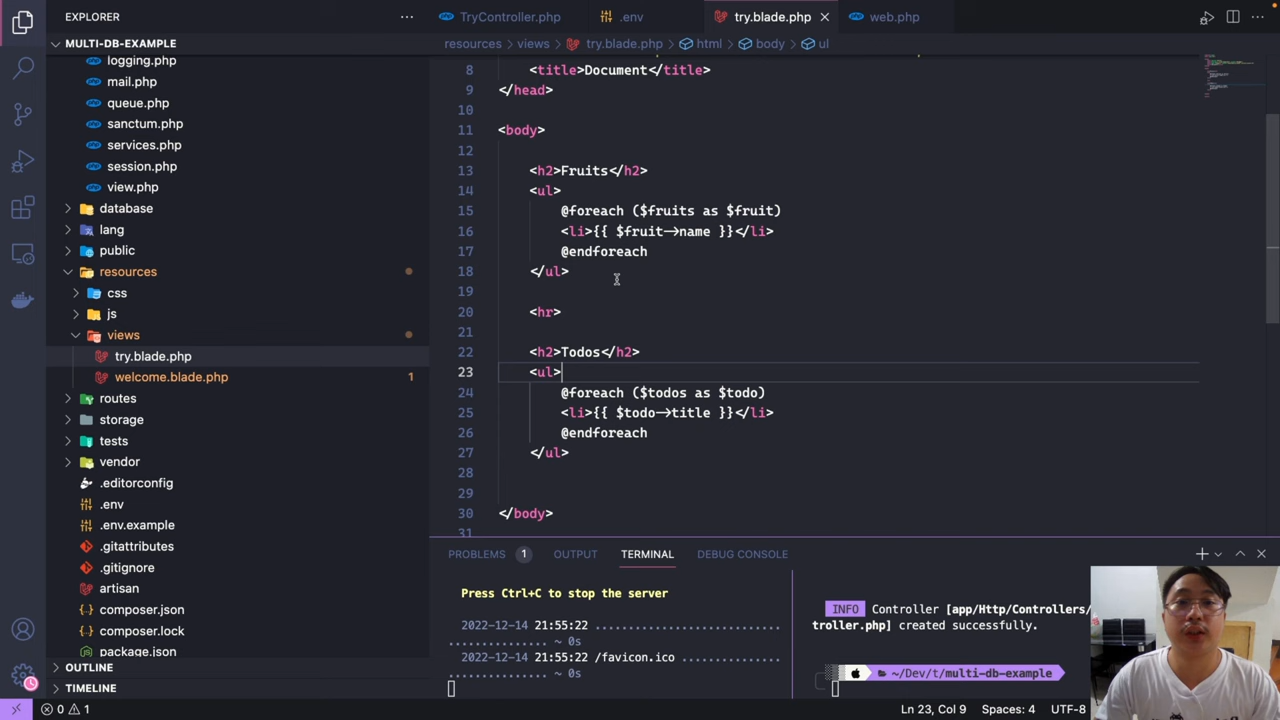 EXPLORER
TryController.php
.env
try.blade.php
web.php
MULTI-DB-EXAMPLE
resources
views
try.blade.php
html
body
ul
logging.php
mail.php
queue.php
sanctum.php
services.php
session.php
view.php
database
lang
public
resources
css
js
views
try.blade.php
welcome.blade.php 1
routes
storage
tests
vendor
.editorconfig
.env
.env.example
.gitattributes
.gitignore
artisan
composer.json
composer.lock
package.json
OUTLINE
TIMELINE
8 <title>Document</title>
9 </head>
10
11 <body>
12
13 <h2>Fruits</h2>
14 <ul>
15 @foreach ($fruits as $fruit)
16 <li>{{ $fruit->name }}</li>
17 @endforeach
18 </ul>
19
20 <hr>
21
22 <h2>Todos</h2>
23 <ul>
24 @foreach ($todos as $todo)
25 <li>{{ $todo->title }}</li>
26 @endforeach
27 </ul>
28
29
30 </body>
31
PROBLEMS 1 OUTPUT TERMINAL DEBUG CONSOLE
Press Ctrl+C to stop the server
2022-12-14 21:55:22 .............................
.............. ~ 0s
2022-12-14 21:55:22 /favicon.ico ................
.............. ~ 0s
INFO Controller [app/Http/Controllers/
troller.php] created successfully.
~/Dev/t/multi-db-example
0 1
Ln 23, Col 9 Spaces: 4 UTF-8